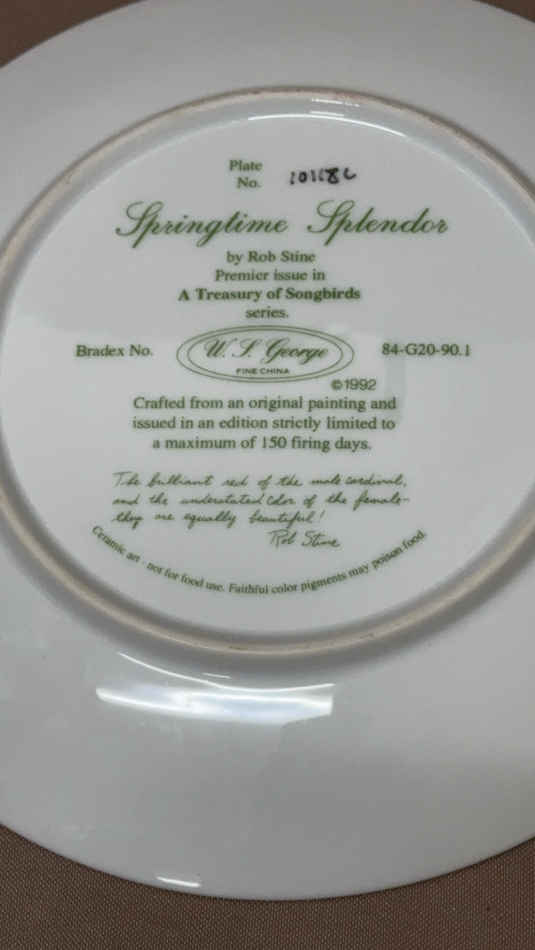 Plate
No. 10118C
Springtime Splendor
by Rob Stine
Premier issue in
A Treasury of Songbirds
series.
Bradex No. W. S. George 84-G20-90.1
FINE CHINA
©1992
Crafted from an original painting and
issued in an edition strictly limited to
a maximum of 150 firing days.
The brilliant red of the male cardinal,
and the understated color of the female-
they are equally beautiful!
Rob Stine
Ceramic art - not for food use. Faithful color pigments may poison food.